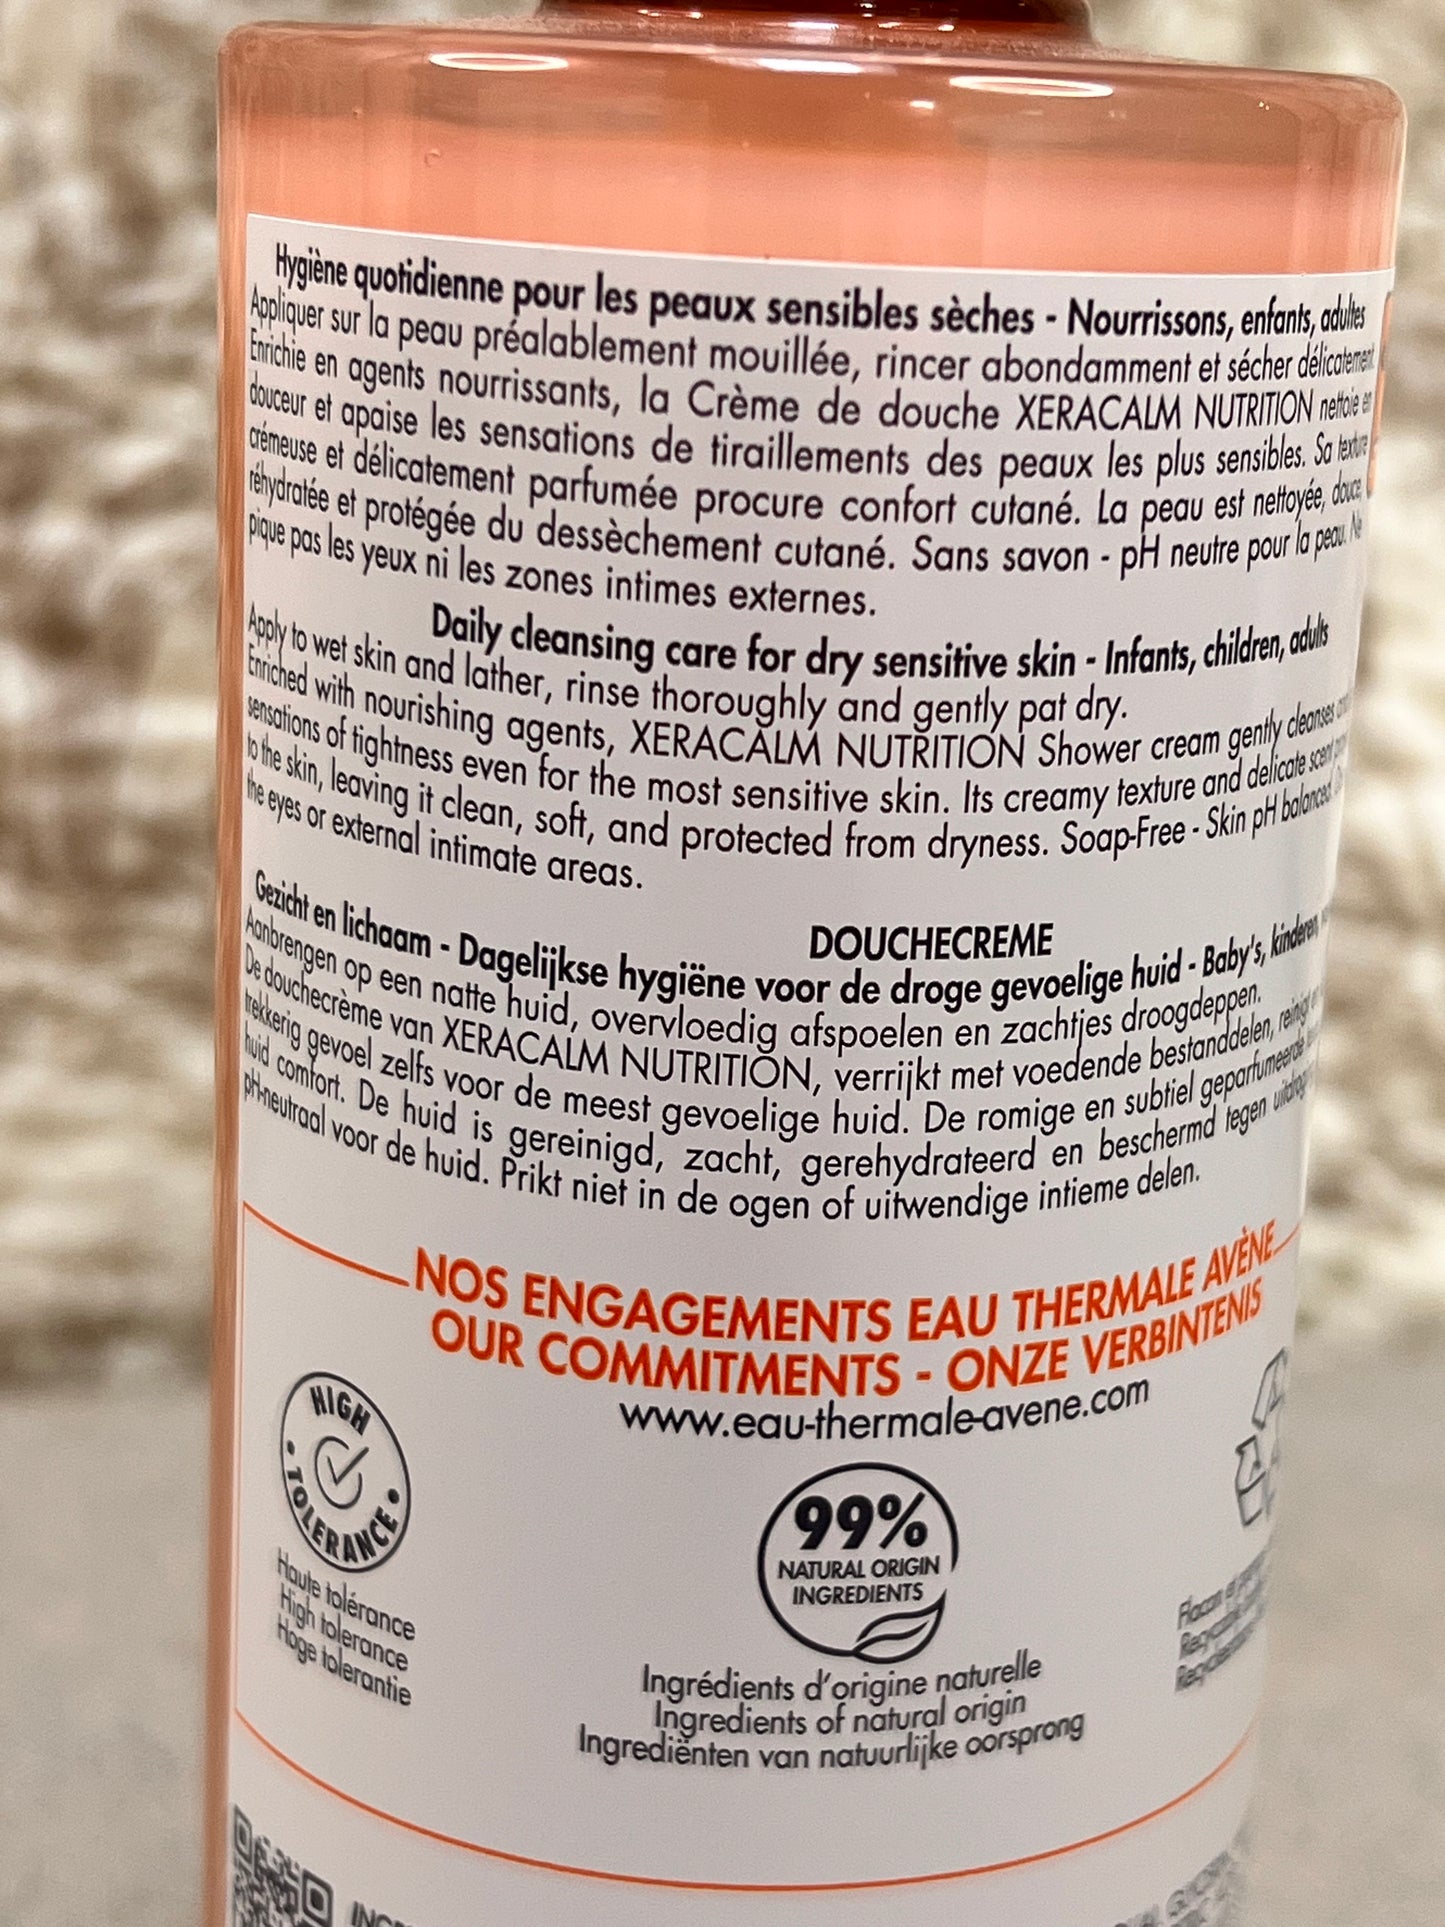 Hygiène quotidienne pour les peaux sensibles sèches - Nourrissons, enfants, adultes
Appliquer sur la peau préalablement mouillée, rincer abondamment et sécher délicatement.
Enrichie en agents nourrissants, la Crème de douche XERACALM NUTRITION nettoie en
douceur et apaise les sensations de tiraillements des peaux les plus sensibles. Sa texture
crémeuse et délicatement parfumée procure confort cutané. La peau est nettoyée, douce,
réhydratée et protégée du dessèchement cutané. Sans savon - pH neutre pour la peau. Ne
pique pas les yeux ni les zones intimes externes.
Daily cleansing care for dry sensitive skin - Infants, children, adults
Apply to wet skin and lather, rinse thoroughly and gently pat dry.
Enriched with nourishing agents, XERACALM NUTRITION Shower cream gently cleanses
sensations of tightness even for the most sensitive skin. Its creamy texture and delicate scent
to the skin, leaving it clean, soft, and protected from dryness. Soap-Free - Skin pH balanced.
the eyes or external intimate areas.
DOUCHECREME
Gezicht en lichaam - Dagelijkse hygiëne voor de droge gevoelige huid - Baby's, kinderen,
Aanbrengen op een natte huid, overvloedig afspoelen en zachtjes droogdeppen.
De douchecrème van XERACALM NUTRITION, verrijkt met voedende bestanddelen, reinigt
trekkerig gevoel zelfs voor de meest gevoelige huid. De romige en subtiel geparfumeerde
huid comfort. De huid is gereinigd, zacht, gerehydrateerd en beschermd tegen
pH-neutraal voor de huid. Prikt niet in de ogen of uitwendige intieme delen.
NOS ENGAGEMENTS EAU THERMALE AVÈNE
OUR COMMITMENTS - ONZE VERBINTENIS
www.eau-thermale-avene.com
HIGH
TOLERANCE
Haute tolérance
High tolerance
Hoge tolerantie
99%
NATURAL ORIGIN
INGREDIENTS
Ingrédients d'origine naturelle
Ingredients of natural origin
Ingrediënten van natuurlijke oorsprong
Flacon